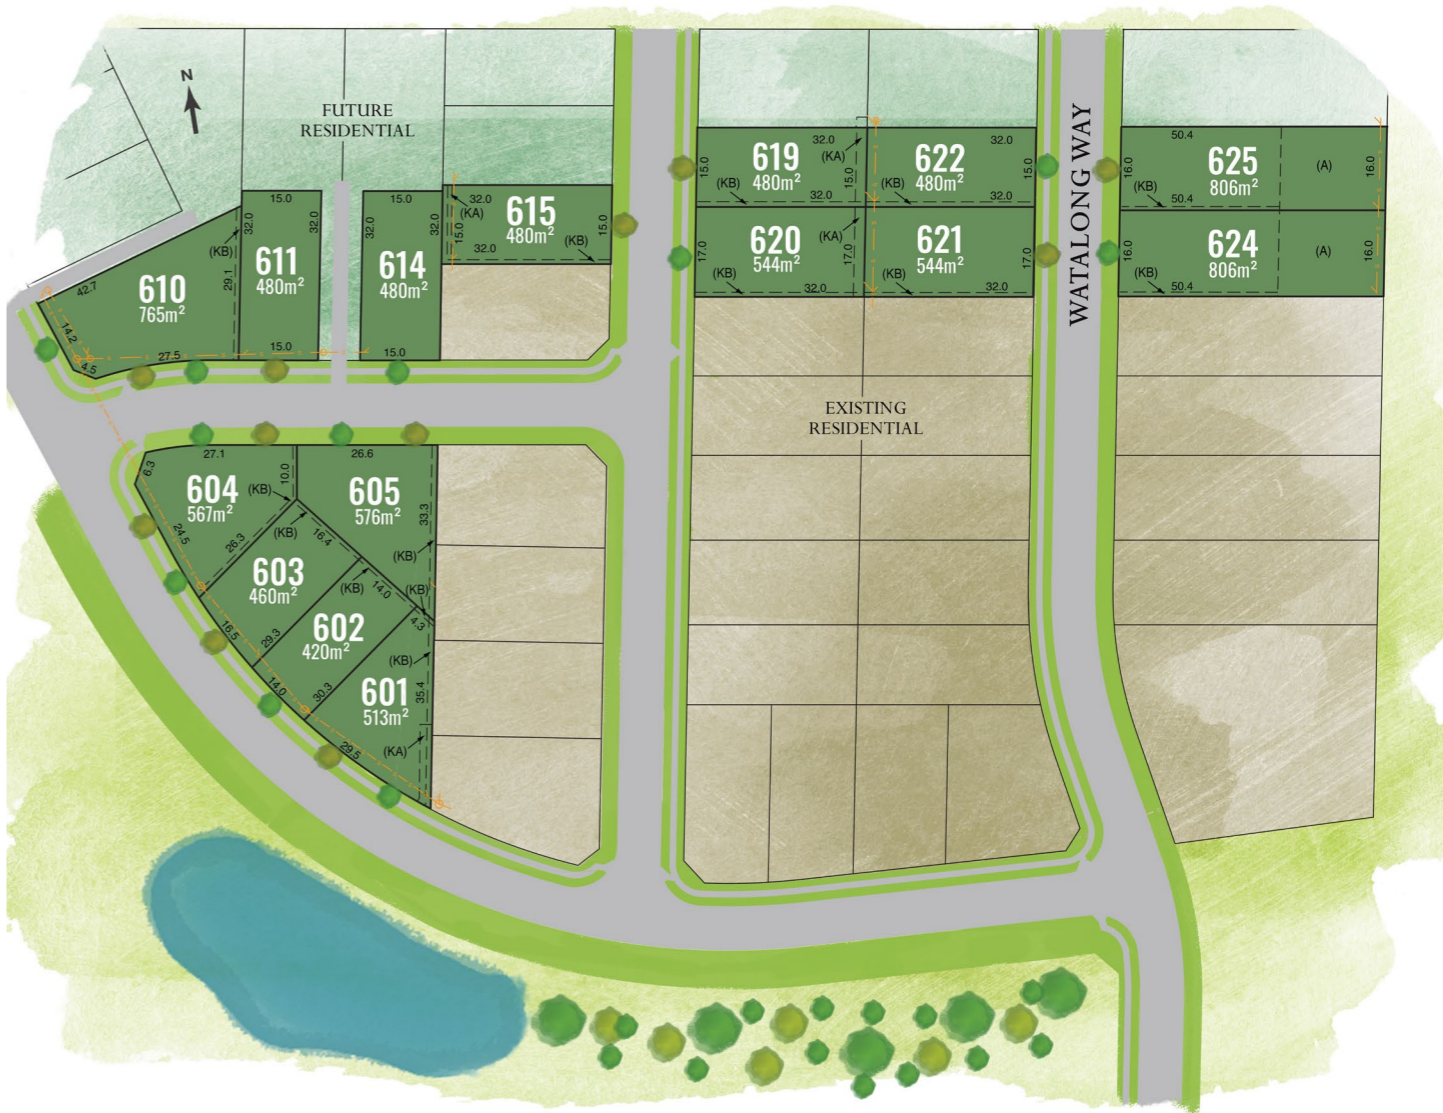 N
FUTURE
RESIDENTIAL
WATALONG WAY
EXISTING
RESIDENTIAL
610
765m²
42.7
14.2
4.5
27.5
29.1
(KB)
611
480m²
15.0
32.0
32.0
15.0
614
480m²
15.0
32.0
32.0
15.0
615
480m²
32.0
(KA)
15.0
15.0
32.0
(KB)
619
480m²
32.0
(KA)
15.0
15.0
(KB)
32.0
622
480m²
32.0
15.0
(KB)
32.0
620
544m²
(KA)
17.0
17.0
(KB)
32.0
621
544m²
17.0
(KB)
32.0
625
806m²
50.4
(A)
16.0
16.0
(KB)
50.4
624
806m²
(A)
16.0
16.0
(KB)
50.4
604
567m²
27.1
6.3
10.0
(KB)
24.5
26.3
605
576m²
26.6
33.3
(KB)
(KB)
16.4
603
460m²
(KB)
14.0
(KB)
16.5
29.3
602
420m²
4.3
14.0
30.3
601
513m²
(KB)
35.4
(KA)
29.5